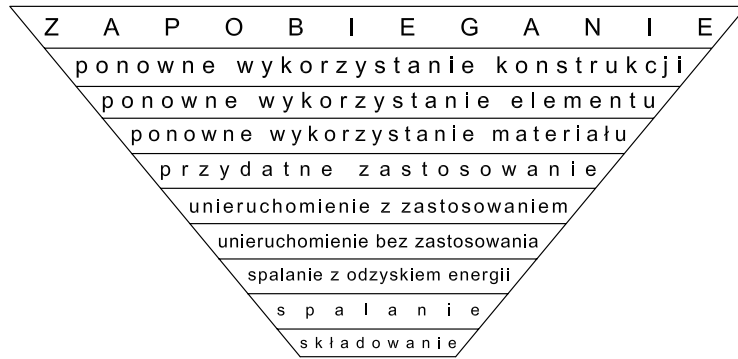 ZAPOBIEGANIE
ponowne wykorzystanie konstrukcji
ponowne wykorzystanie elementu
ponowne wykorzystanie materiału
przydatne zastosowanie
unieruchomienie z zastosowaniem
unieruchomienie bez zastosowania
spalanie z odzyskiem energii
spalanie
składowanie